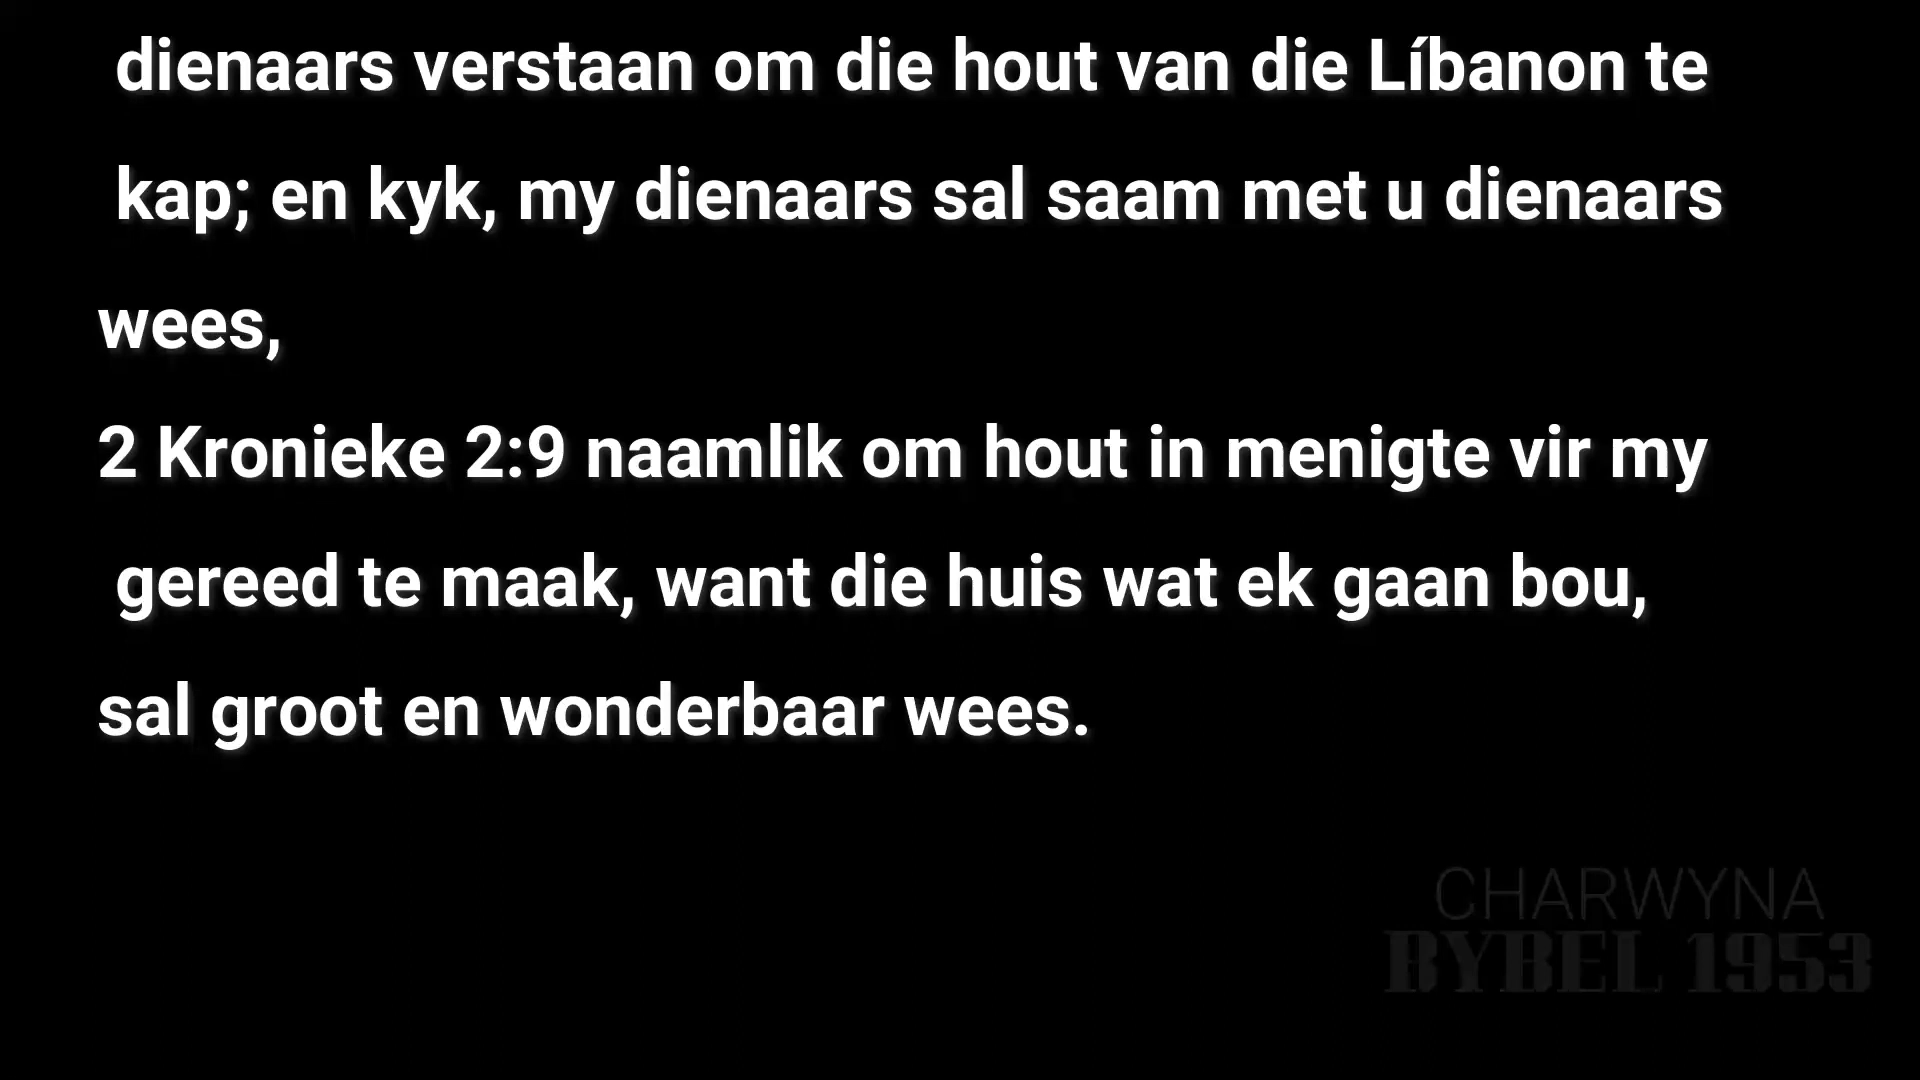 dienaars verstaan om die hout van die Líbanon te
kap; en kyk, my dienaars sal saam met u dienaars
wees,
2 Kronieke 2:9 naamlik om hout in menigte vir my
gereed te maak, want die huis wat ek gaan bou,
sal groot en wonderbaar wees.
CHARWYNA
BYBEL 1953